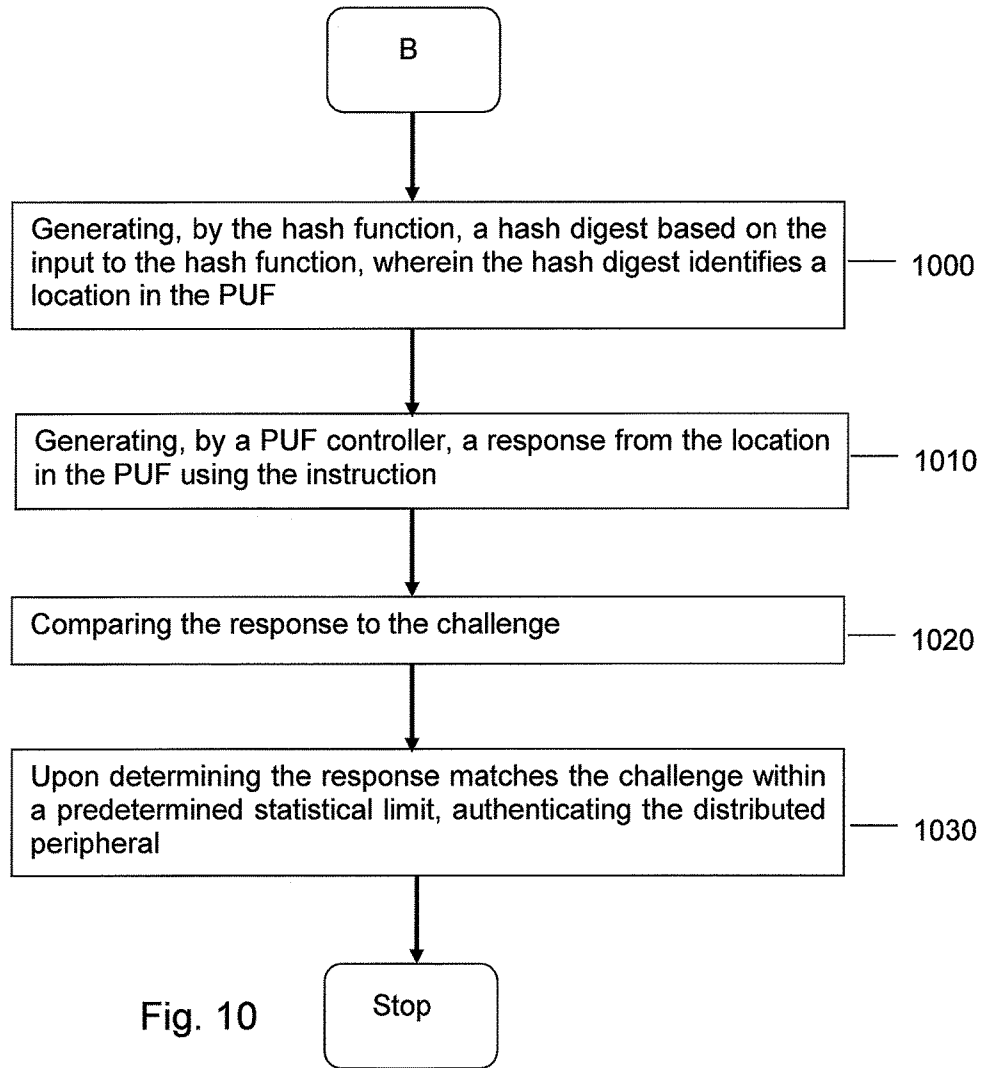 B
Generating, by the hash function, a hash digest based on the
input to the hash function, wherein the hash digest identifies a
location in the PUF
1000
Generating, by a PUF controller, a response from the location
in the PUF using the instruction
1010
Comparing the response to the challenge
1020
Upon determining the response matches the challenge within
a predetermined statistical limit, authenticating the distributed
peripheral
1030
Stop
Fig. 10